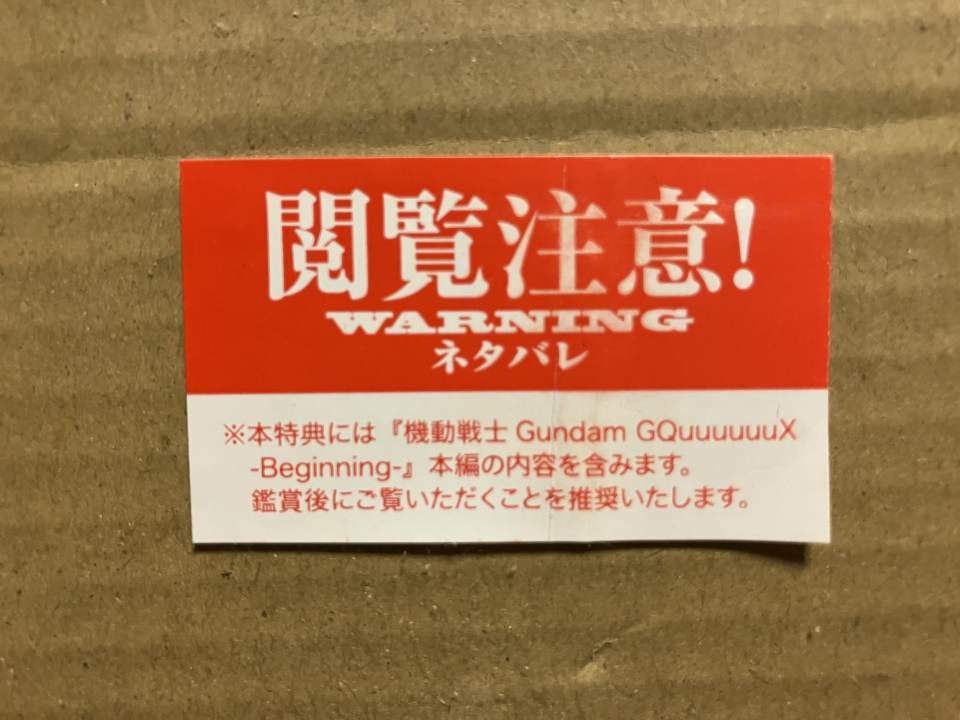 閲覧注意!
WARNING
ネタバレ
※本特典には『機動戦士 Gundam GQuuuuuuX
-Beginning-』本編の内容を含みます。
鑑賞後にご覧いただくことを推奨いたします。